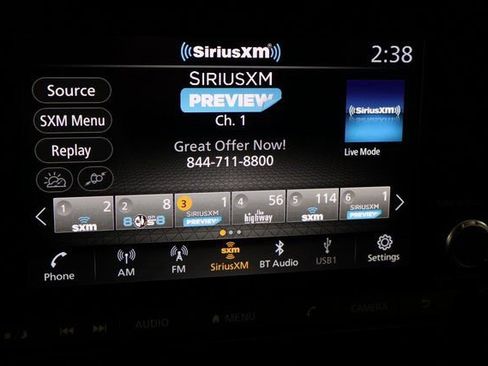 ((SiriusXM))
2:38
SIRIUSXM
PREVIEW
Ch. 1
Great Offer Now!
844-711-8800
Source
SXM Menu
Replay
((SiriusXM))
Live Mode
1 2 sxm
2 8 80s8
3 1 SIRIUSXM PREVIEW
4 56 the highway
5 114 sxm
6 1 SIRIUSXM PREVIEW
Phone
AM
FM
sxm
SiriusXM
BT Audio
USB1
Settings
AUDIO
MENU
CAMERA